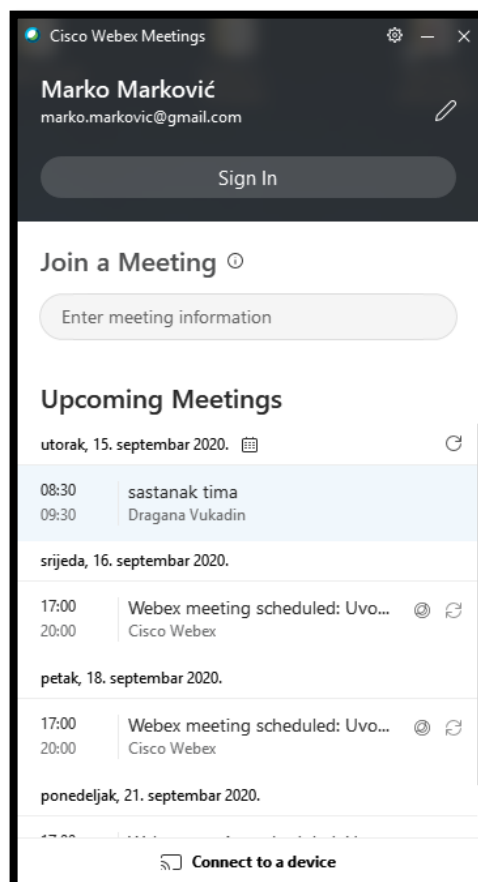 Cisco Webex Meetings
Marko Marković
marko.markovic@gmail.com
Sign In
Join a Meeting
Enter meeting information
Upcoming Meetings
utorak, 15. septembar 2020.
08:30 sastanak tima
09:30 Dragana Vukadin
srijeda, 16. septembar 2020.
17:00 Webex meeting scheduled: Uvo...
20:00 Cisco Webex
petak, 18. septembar 2020.
17:00 Webex meeting scheduled: Uvo...
20:00 Cisco Webex
ponedeljak, 21. septembar 2020.
Connect to a device